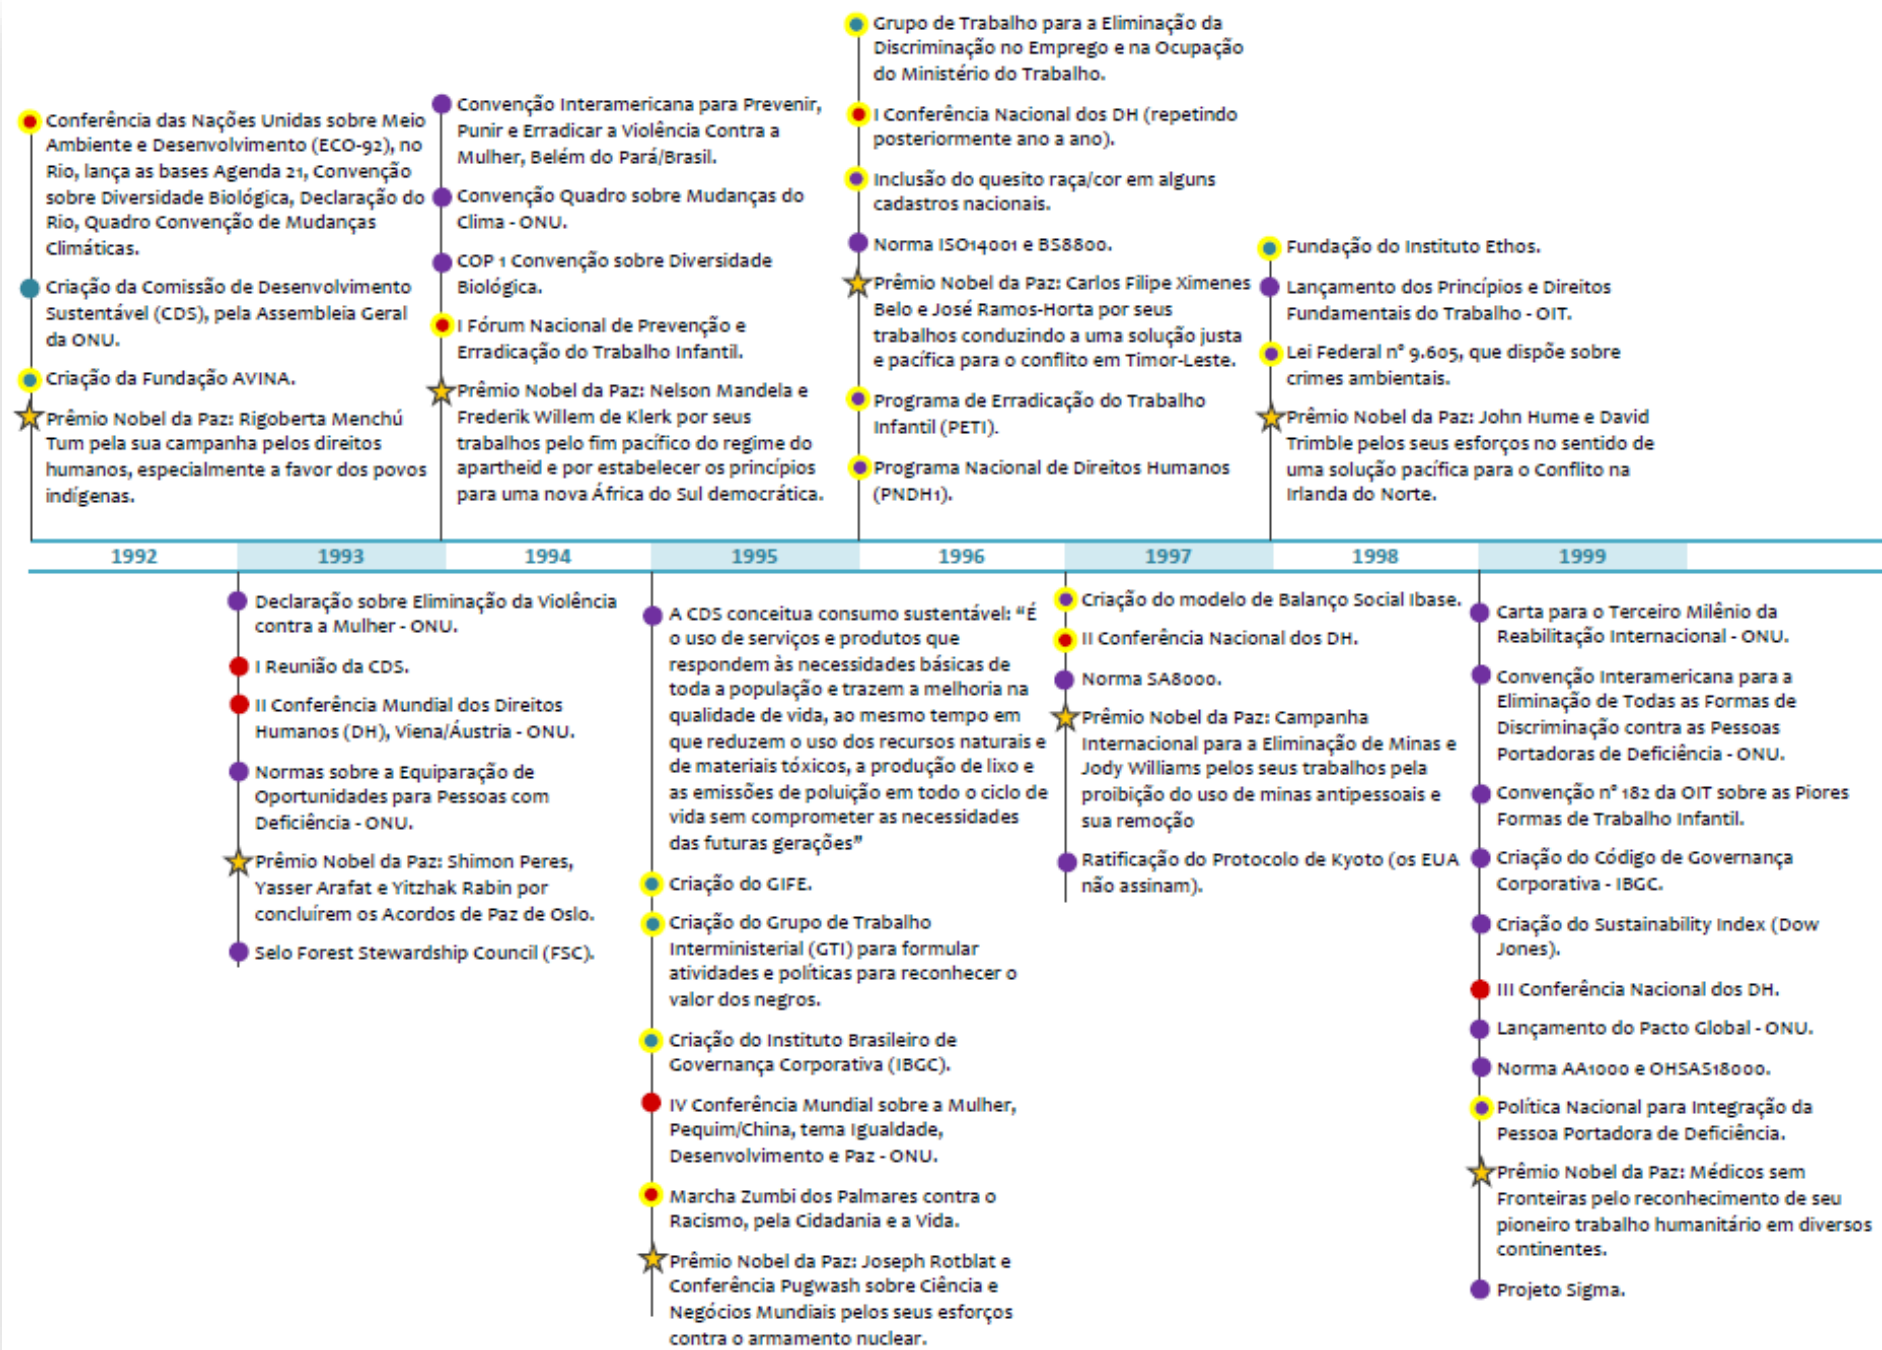 Conferência das Nações Unidas sobre Meio
Ambiente e Desenvolvimento (ECO-92), no
Rio, lança as bases Agenda 21, Convenção
sobre Diversidade Biológica, Declaração do
Rio, Quadro Convenção de Mudanças
Climáticas.
Criação da Comissão de Desenvolvimento
Sustentável (CDS), pela Assembleia Geral
da ONU.
Criação da Fundação AVINA.
Prêmio Nobel da Paz: Rigoberta Menchú
Tum pela sua campanha pelos direitos
humanos, especialmente a favor dos povos
indígenas.
Convenção Interamericana para Prevenir,
Punir e Erradicar a Violência Contra a
Mulher, Belém do Pará/Brasil.
Convenção Quadro sobre Mudanças do
Clima - ONU.
COP 1 Convenção sobre Diversidade
Biológica.
I Fórum Nacional de Prevenção e
Erradicação do Trabalho Infantil.
Prêmio Nobel da Paz: Nelson Mandela e
Frederik Willem de Klerk por seus
trabalhos pelo fim pacífico do regime do
apartheid e por estabelecer os princípios
para uma nova África do Sul democrática.
Grupo de Trabalho para a Eliminação da
Discriminação no Emprego e na Ocupação
do Ministério do Trabalho.
I Conferência Nacional dos DH (repetindo
posteriormente ano a ano).
Inclusão do quesito raça/cor em alguns
cadastros nacionais.
Norma ISO14001 e BS8800.
Prêmio Nobel da Paz: Carlos Filipe Ximenes
Belo e José Ramos-Horta por seus
trabalhos conduzindo a uma solução justa
e pacífica para o conflito em Timor-Leste.
Programa de Erradicação do Trabalho
Infantil (PETI).
Programa Nacional de Direitos Humanos
(PNDH1).
Fundação do Instituto Ethos.
Lançamento dos Princípios e Direitos
Fundamentais do Trabalho - OIT.
Lei Federal n° 9.605, que dispõe sobre
crimes ambientais.
Prêmio Nobel da Paz: John Hume e David
Trimble pelos seus esforços no sentido de
uma solução pacífica para o Conflito na
Irlanda do Norte.
1992 1993 1994 1995 1996 1997 1998 1999
Declaração sobre Eliminação da Violência
contra a Mulher - ONU.
I Reunião da CDS.
II Conferência Mundial dos Direitos
Humanos (DH), Viena/Áustria - ONU.
Normas sobre a Equiparação de
Oportunidades para Pessoas com
Deficiência - ONU.
Prêmio Nobel da Paz: Shimon Peres,
Yasser Arafat e Yitzhak Rabin por
concluírem os Acordos de Paz de Oslo.
Selo Forest Stewardship Council (FSC).
A CDS conceitua consumo sustentável: “É
o uso de serviços e produtos que
respondem às necessidades básicas de
toda a população e trazem a melhoria na
qualidade de vida, ao mesmo tempo em
que reduzem o uso dos recursos naturais e
de materiais tóxicos, a produção de lixo e
as emissões de poluição em todo o ciclo de
vida sem comprometer as necessidades
das futuras gerações”
Criação do GIFE.
Criação do Grupo de Trabalho
Interministerial (GTI) para formular
atividades e políticas para reconhecer o
valor dos negros.
Criação do Instituto Brasileiro de
Governança Corporativa (IBGC).
IV Conferência Mundial sobre a Mulher,
Pequim/China, tema Igualdade,
Desenvolvimento e Paz - ONU.
Marcha Zumbi dos Palmares contra o
Racismo, pela Cidadania e a Vida.
Prêmio Nobel da Paz: Joseph Rotblat e
Conferência Pugwash sobre Ciência e
Negócios Mundiais pelos seus esforços
contra o armamento nuclear.
Criação do modelo de Balanço Social Ibase.
II Conferência Nacional dos DH.
Norma SA8000.
Prêmio Nobel da Paz: Campanha
Internacional para a Eliminação de Minas e
Jody Williams pelos seus trabalhos pela
proibição do uso de minas antipessoais e
sua remoção
Ratificação do Protocolo de Kyoto (os EUA
não assinam).
Carta para o Terceiro Milênio da
Reabilitação Internacional - ONU.
Convenção Interamericana para a
Eliminação de Todas as Formas de
Discriminação contra as Pessoas
Portadoras de Deficiência - ONU.
Convenção n° 182 da OIT sobre as Piores
Formas de Trabalho Infantil.
Criação do Código de Governança
Corporativa - IBGC.
Criação do Sustainability Index (Dow
Jones).
III Conferência Nacional dos DH.
Lançamento do Pacto Global - ONU.
Norma AA1000 e OHSAS18000.
Política Nacional para Integração da
Pessoa Portadora de Deficiência.
Prêmio Nobel da Paz: Médicos sem
Fronteiras pelo reconhecimento de seu
pioneiro trabalho humanitário em diversos
continentes.
Projeto Sigma.